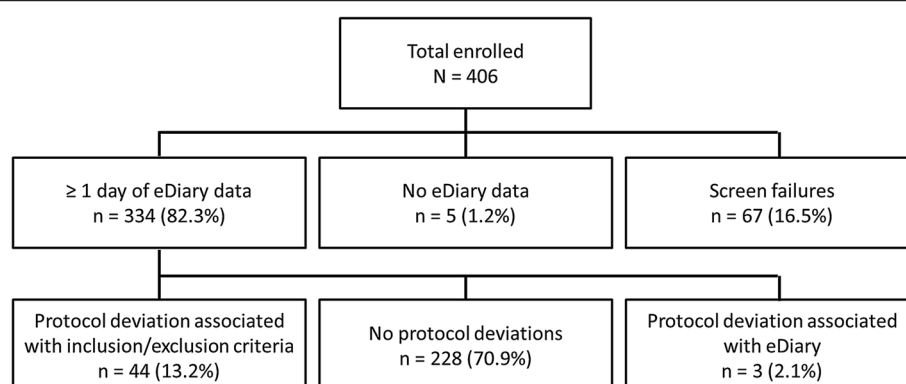 Total enrolled
N = 406
≥ 1 day of eDiary data
n = 334 (82.3%)
No eDiary data
n = 5 (1.2%)
Screen failures
n = 67 (16.5%)
Protocol deviation associated
with inclusion/exclusion criteria
n = 44 (13.2%)
No protocol deviations
n = 228 (70.9%)
Protocol deviation associated
with eDiary
n = 3 (2.1%)